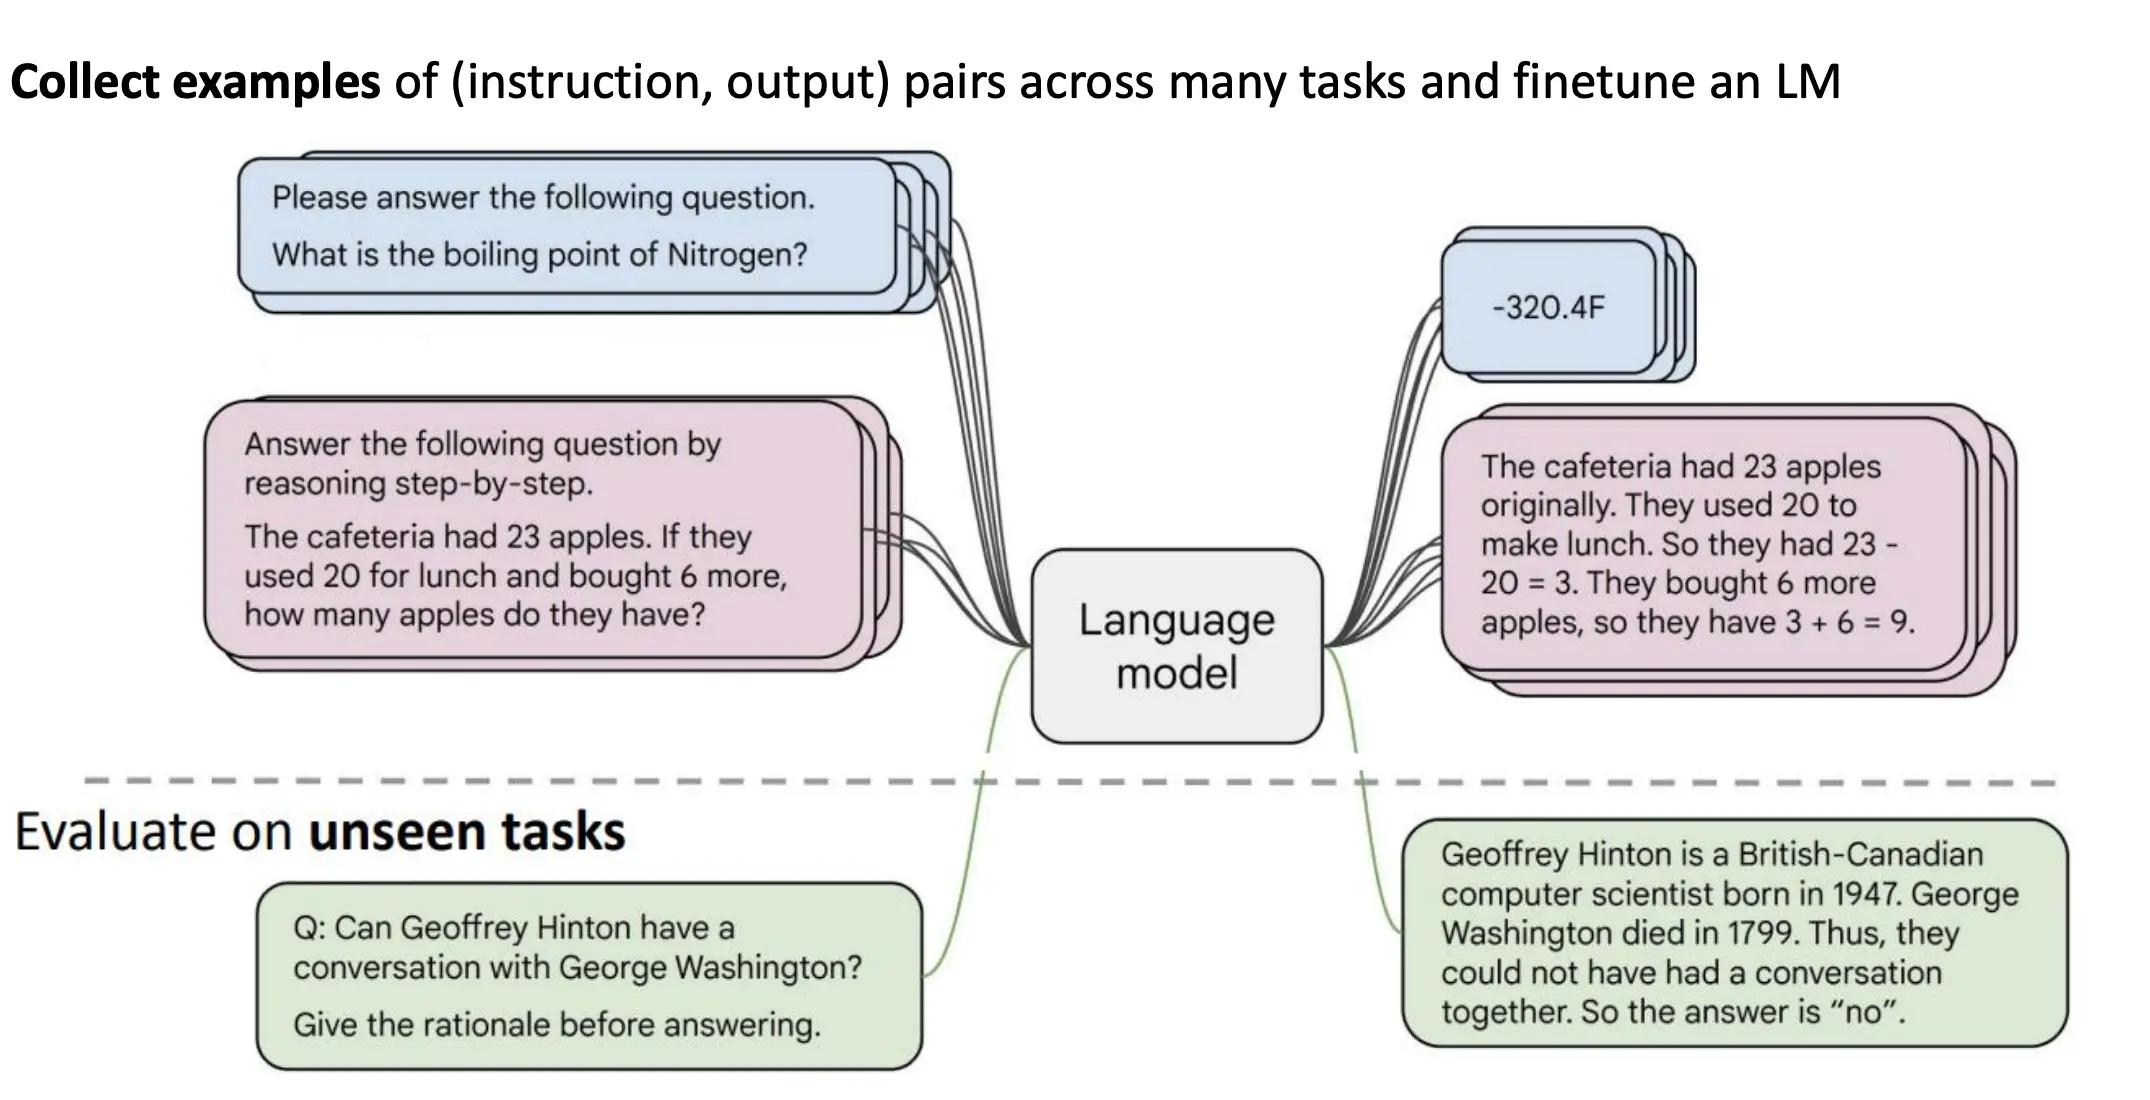 Collect examples of (instruction, output) pairs across many tasks and finetune an LM
Please answer the following question.
What is the boiling point of Nitrogen?
-320.4F
Answer the following question by
reasoning step-by-step.
The cafeteria had 23 apples. If they
used 20 for lunch and bought 6 more,
how many apples do they have?
Language
model
The cafeteria had 23 apples
originally. They used 20 to
make lunch. So they had 23 -
20 = 3. They bought 6 more
apples, so they have 3 + 6 = 9.
Evaluate on unseen tasks
Q: Can Geoffrey Hinton have a
conversation with George Washington?
Give the rationale before answering.
Geoffrey Hinton is a British-Canadian
computer scientist born in 1947. George
Washington died in 1799. Thus, they
could not have had a conversation
together. So the answer is “no”.